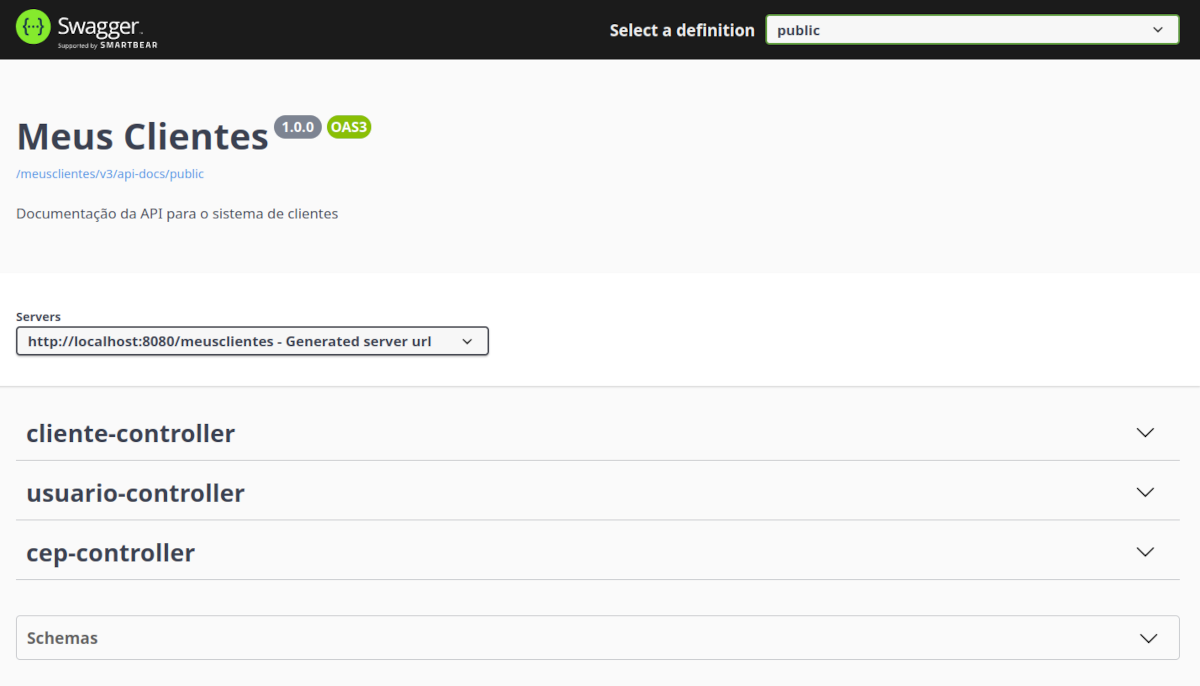 Swagger
Supported by SMARTBEAR
Select a definition
public
Meus Clientes 1.0.0 OAS3
/meusclientes/v3/api-docs/public
Documentação da API para o sistema de clientes
Servers
http://localhost:8080/meusclientes - Generated server url
cliente-controller
usuario-controller
cep-controller
Schemas